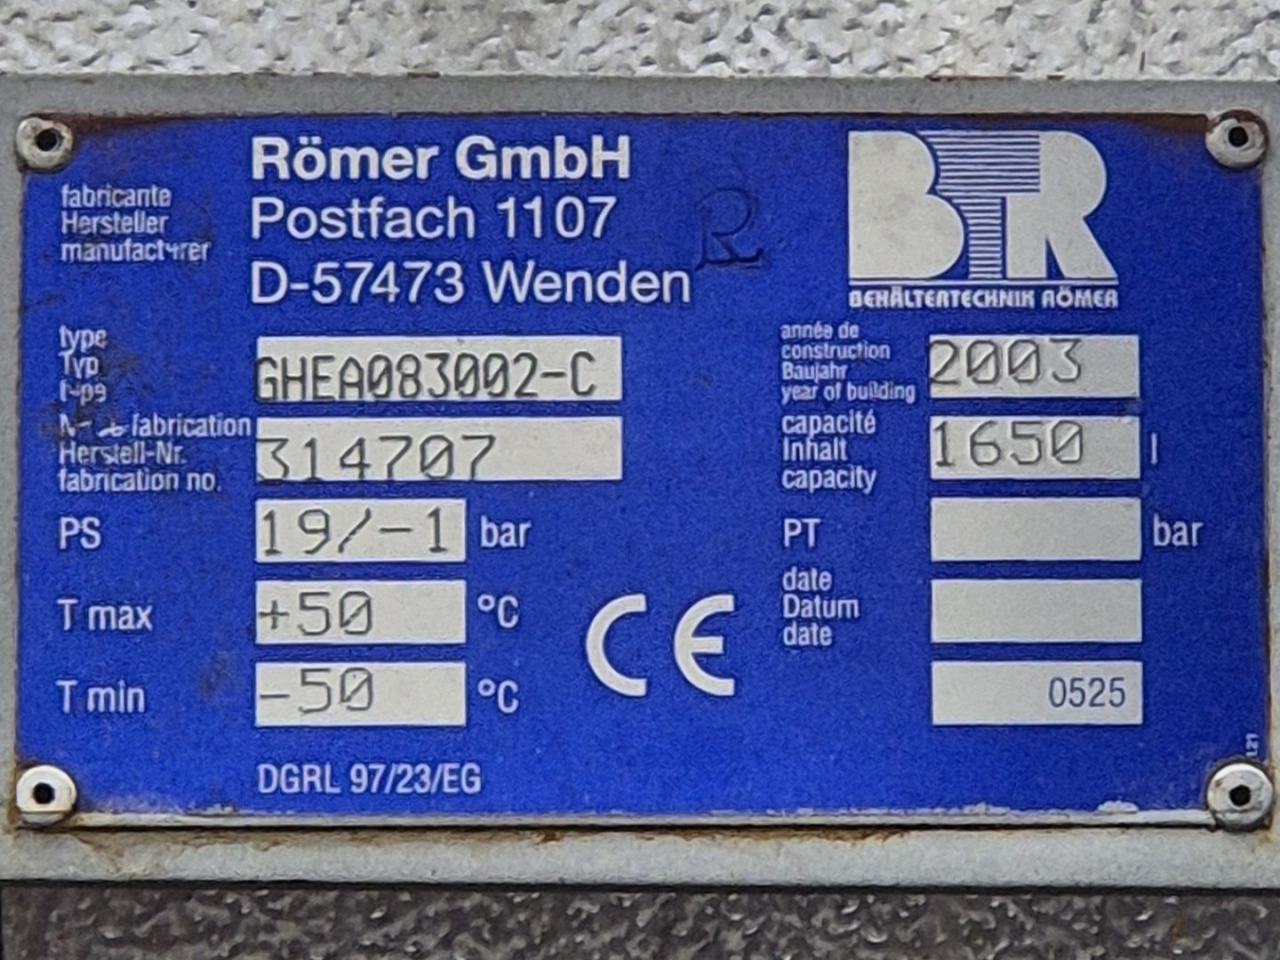 Römer GmbH
Postfach 1107
D-57473 Wenden
fabricante
Hersteller
manufacturer
BTR
BEHÄLTERTECHNIK RÖMER
type
Typ
type
GHEA083002-C
année de
construction
Baujahr
year of building
2003
fabrication
Herstell-Nr.
fabrication no.
314707
capacité
Inhalt
capacity
1650 l
PS 19/-1 bar
PT bar
T max +50 °C
date
Datum
date
T min -50 °C
CE
0525
DGRL 97/23/EG